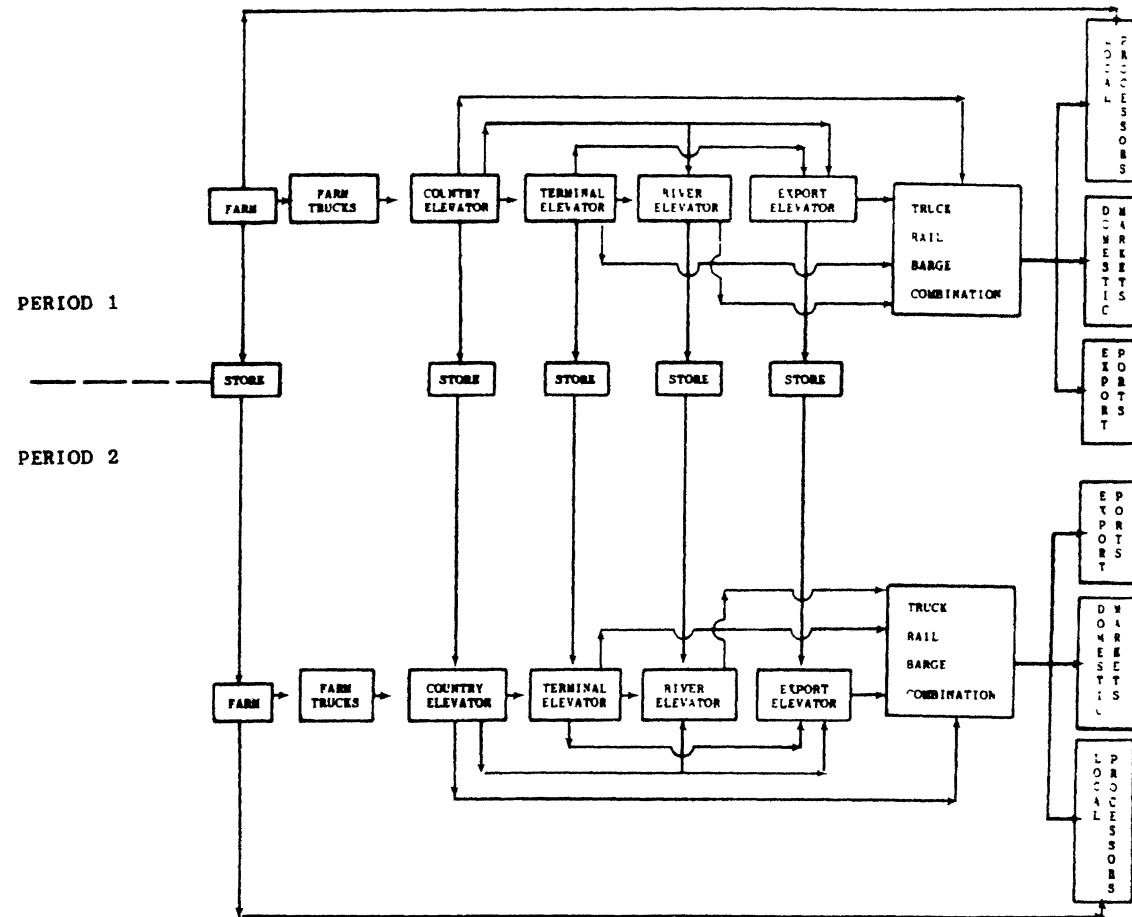 LOCAL
PROCESSORS
FARM
FARM
TRUCKS
COUNTRY
ELEVATOR
TERMINAL
ELEVATOR
RIVER
ELEVATOR
EXPORT
ELEVATOR
TRUCK
RAIL
BARGE
COMBINATION
DOMESTIC
MARKETS
PERIOD 1
STORE
STORE
STORE
STORE
STORE
EXPORT
PORTS
PERIOD 2
EXPORT
PORTS
TRUCK
RAIL
BARGE
COMBINATION
DOMESTIC
MARKETS
FARM
FARM
TRUCKS
COUNTRY
ELEVATOR
TERMINAL
ELEVATOR
RIVER
ELEVATOR
EXPORT
ELEVATOR
LOCAL
PROCESSORS